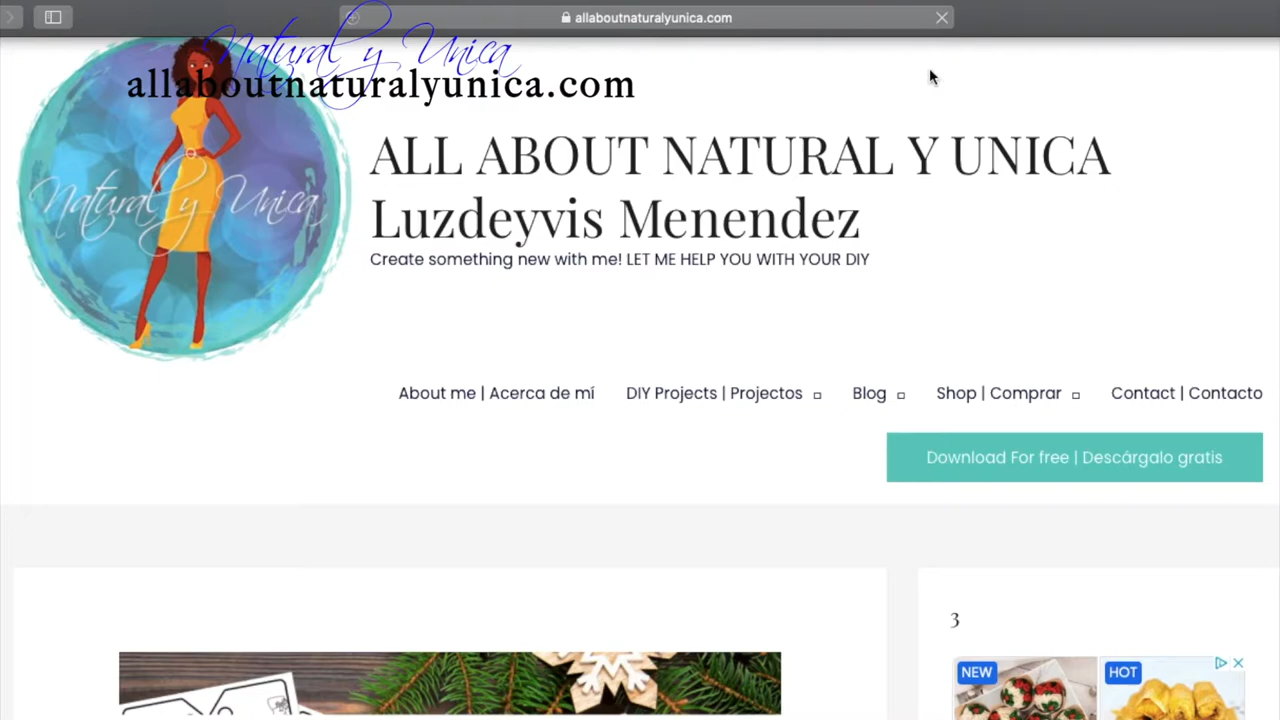 allaboutnaturalyunica.com
Natural y Unica
allaboutnaturalyunica.com
Natural y Unica
ALL ABOUT NATURAL Y UNICA
Luzdeyvis Menendez
Create something new with me! LET ME HELP YOU WITH YOUR DIY
About me | Acerca de mí DIY Projects | Projectos Blog Shop | Comprar Contact | Contacto
Download For free | Descárgalo gratis
3
NEW HOT